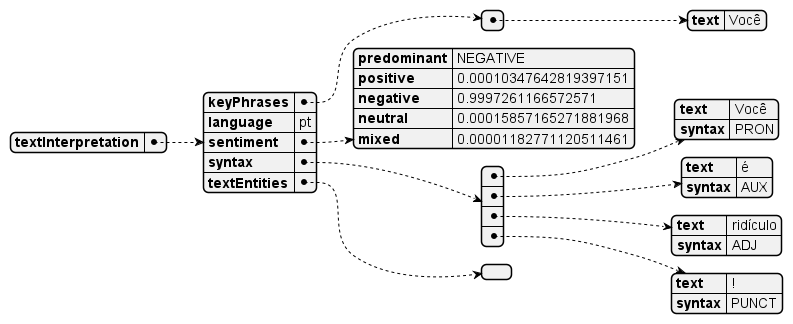 text Você
predominant NEGATIVE
positive 0.00010347642819397151
negative 0.9997261166572571
neutral 0.00015857165271881968
mixed 0.00001182771120511461
keyPhrases
language pt
sentiment
syntax
textEntities
textInterpretation
text Você
syntax PRON
text é
syntax AUX
text ridículo
syntax ADJ
text !
syntax PUNCT